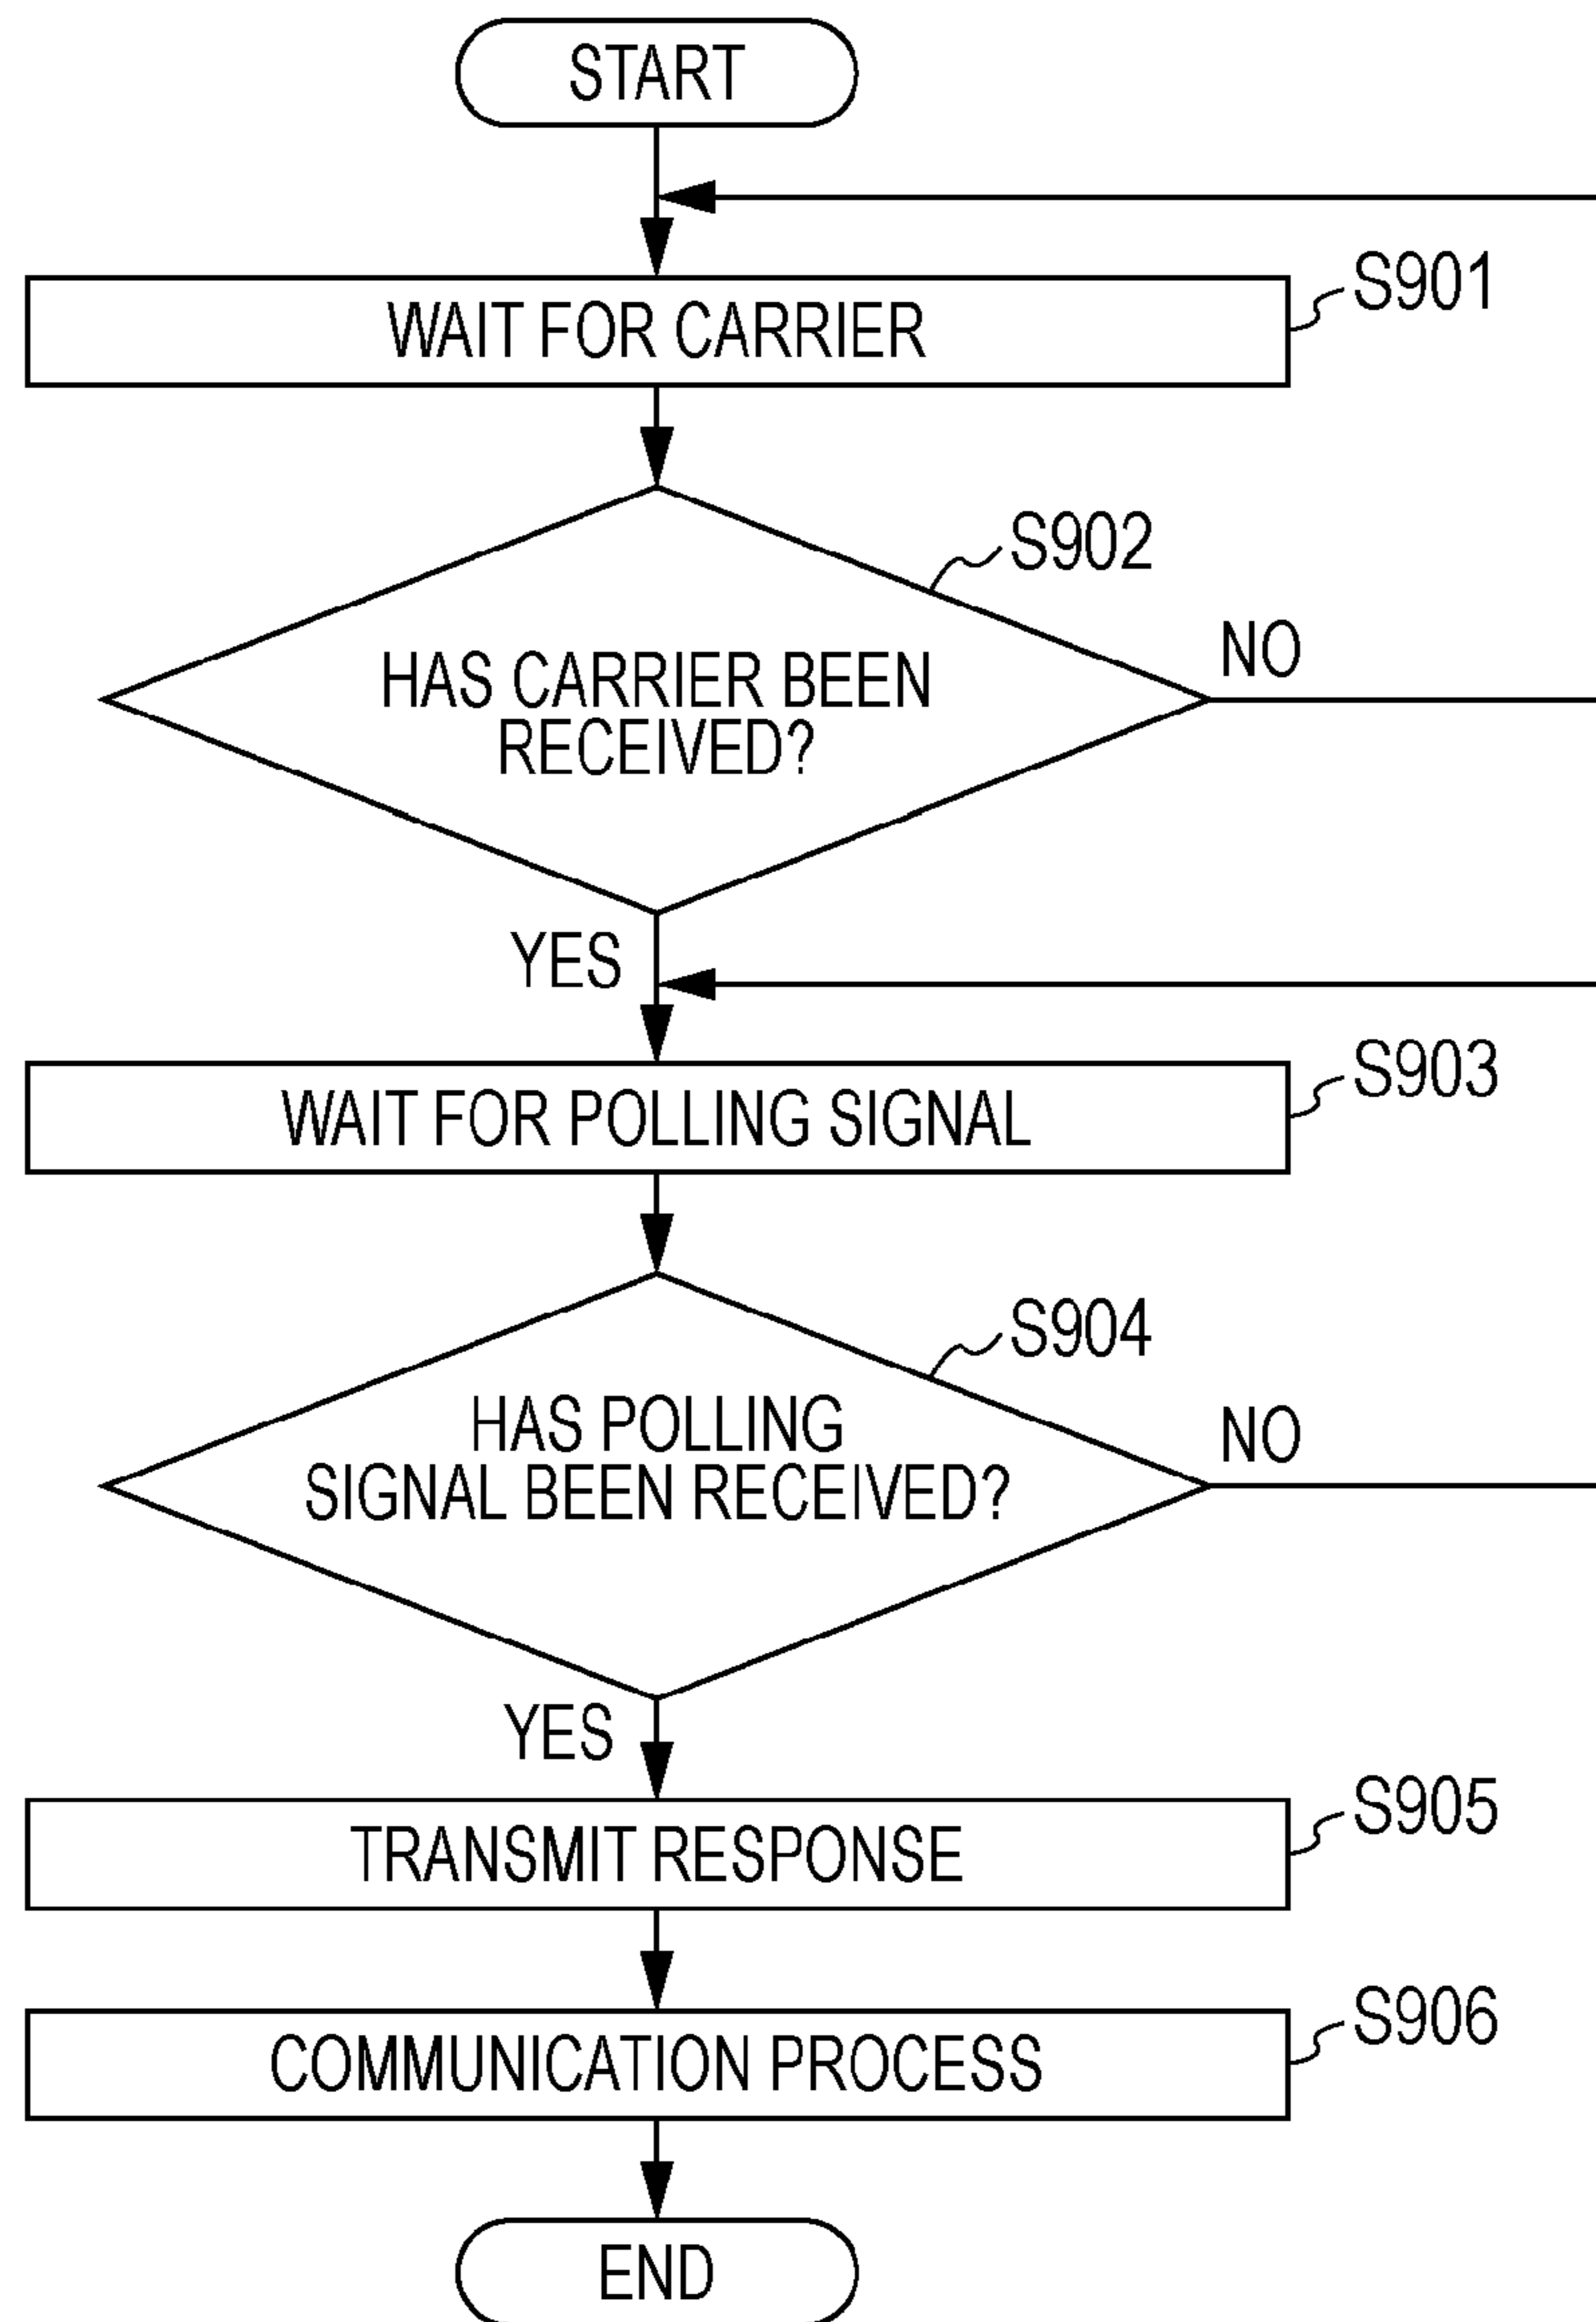 START
S901
WAIT FOR CARRIER
S902
HAS CARRIER BEEN
RECEIVED?
NO
YES
S903
WAIT FOR POLLING SIGNAL
S904
HAS POLLING
SIGNAL BEEN RECEIVED?
NO
YES
S905
TRANSMIT RESPONSE
S906
COMMUNICATION PROCESS
END